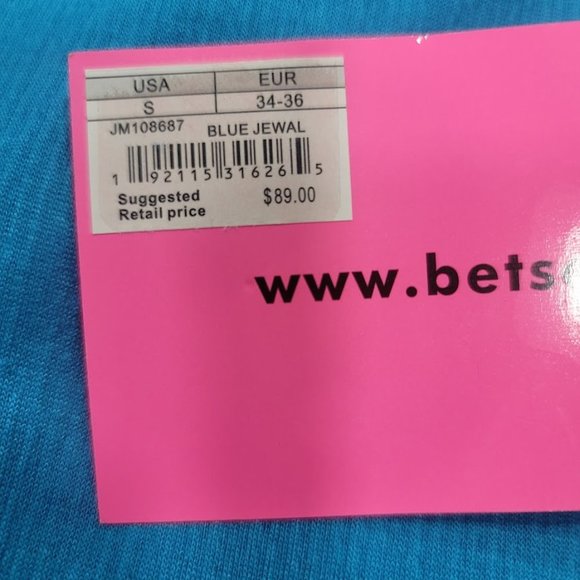 USA EUR
S 34-36
JM108687 BLUE JEWAL
1 92115 31626 5
Suggested
Retail price $89.00
www.bets